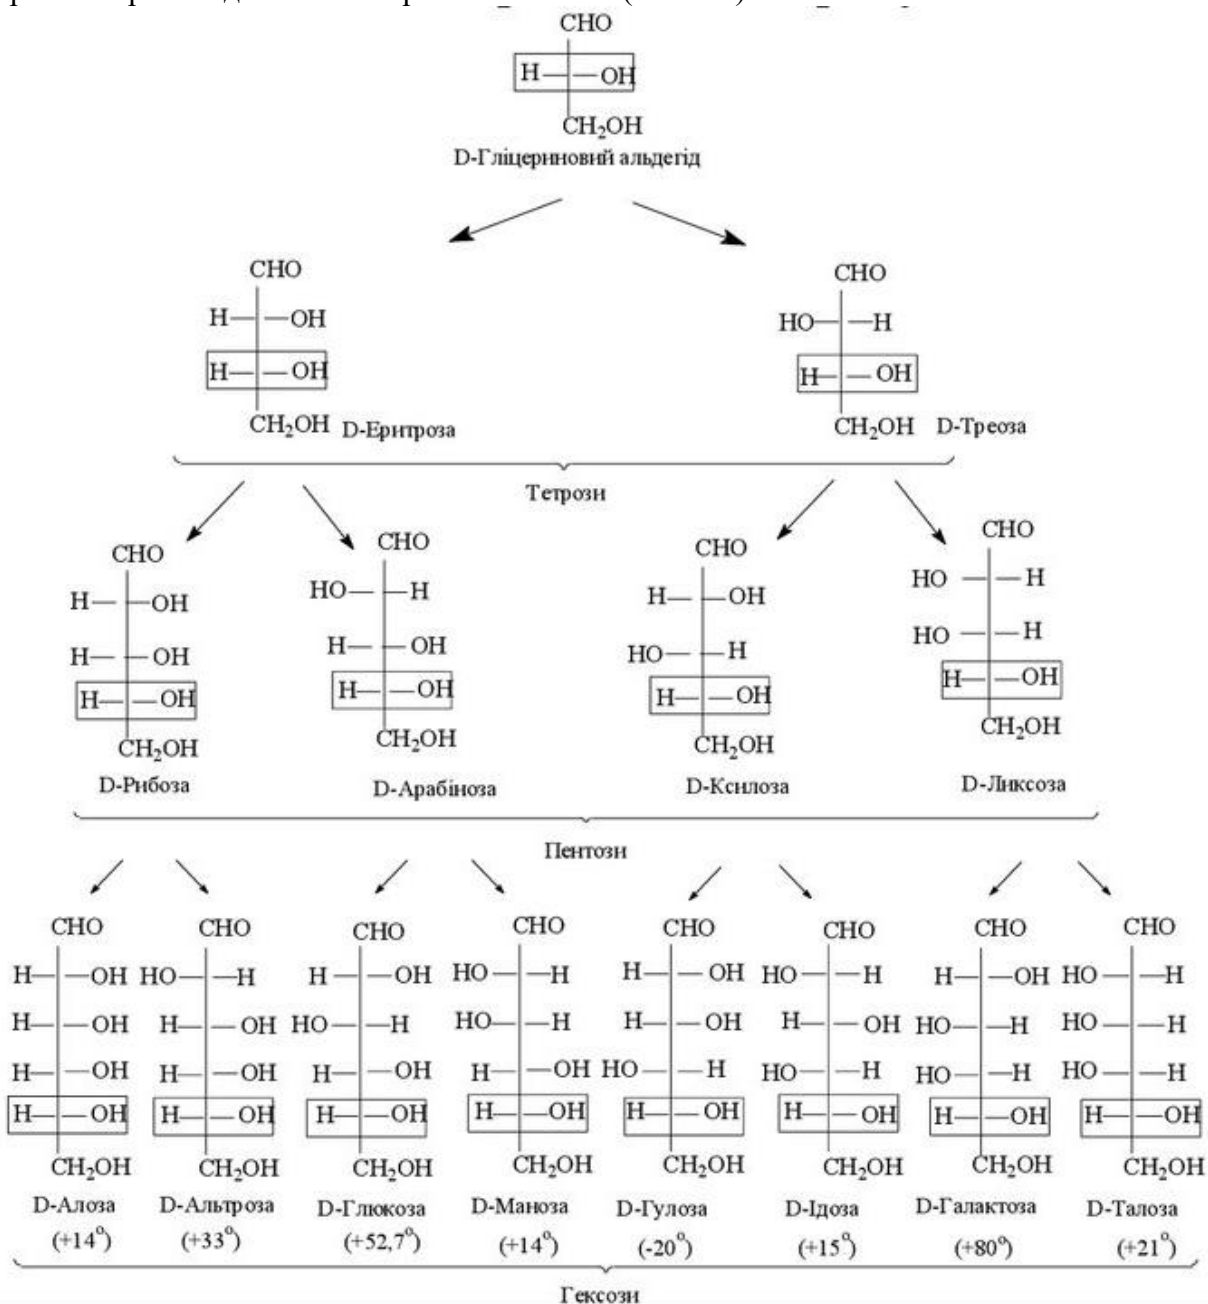 CHO
H OH
CH₂OH
D-Гліцериновий альдегід
CHO CHO
H OH HO H
H OH H OH
CH₂OH D-Еритроза CH₂OH D-Треоза
Тетрози
CHO CHO CHO CHO
H OH HO H H OH HO H
H OH H OH HO H HO H
H OH H OH H OH H OH
CH₂OH CH₂OH CH₂OH CH₂OH
D-Рибоза D-Арабіноза D-Ксилоза D-Ликсоза
Пентози
CHO CHO CHO CHO CHO CHO CHO CHO
H OH HO H H OH HO H H OH HO H H OH HO H
H OH H OH HO H HO H H OH H OH HO H HO H
H OH H OH H OH H OH HO H HO H HO H HO H
H OH H OH H OH H OH H OH H OH H OH H OH
CH₂OH CH₂OH CH₂OH CH₂OH CH₂OH CH₂OH CH₂OH CH₂OH
D-Алоза D-Альтроза D-Глюкоза D-Маноза D-Гулоза D-Ідоза D-Галактоза D-Талоза
(+14°) (+33°) (+52,7°) (+14°) (-20°) (+15°) (+80°) (+21°)
Гексози